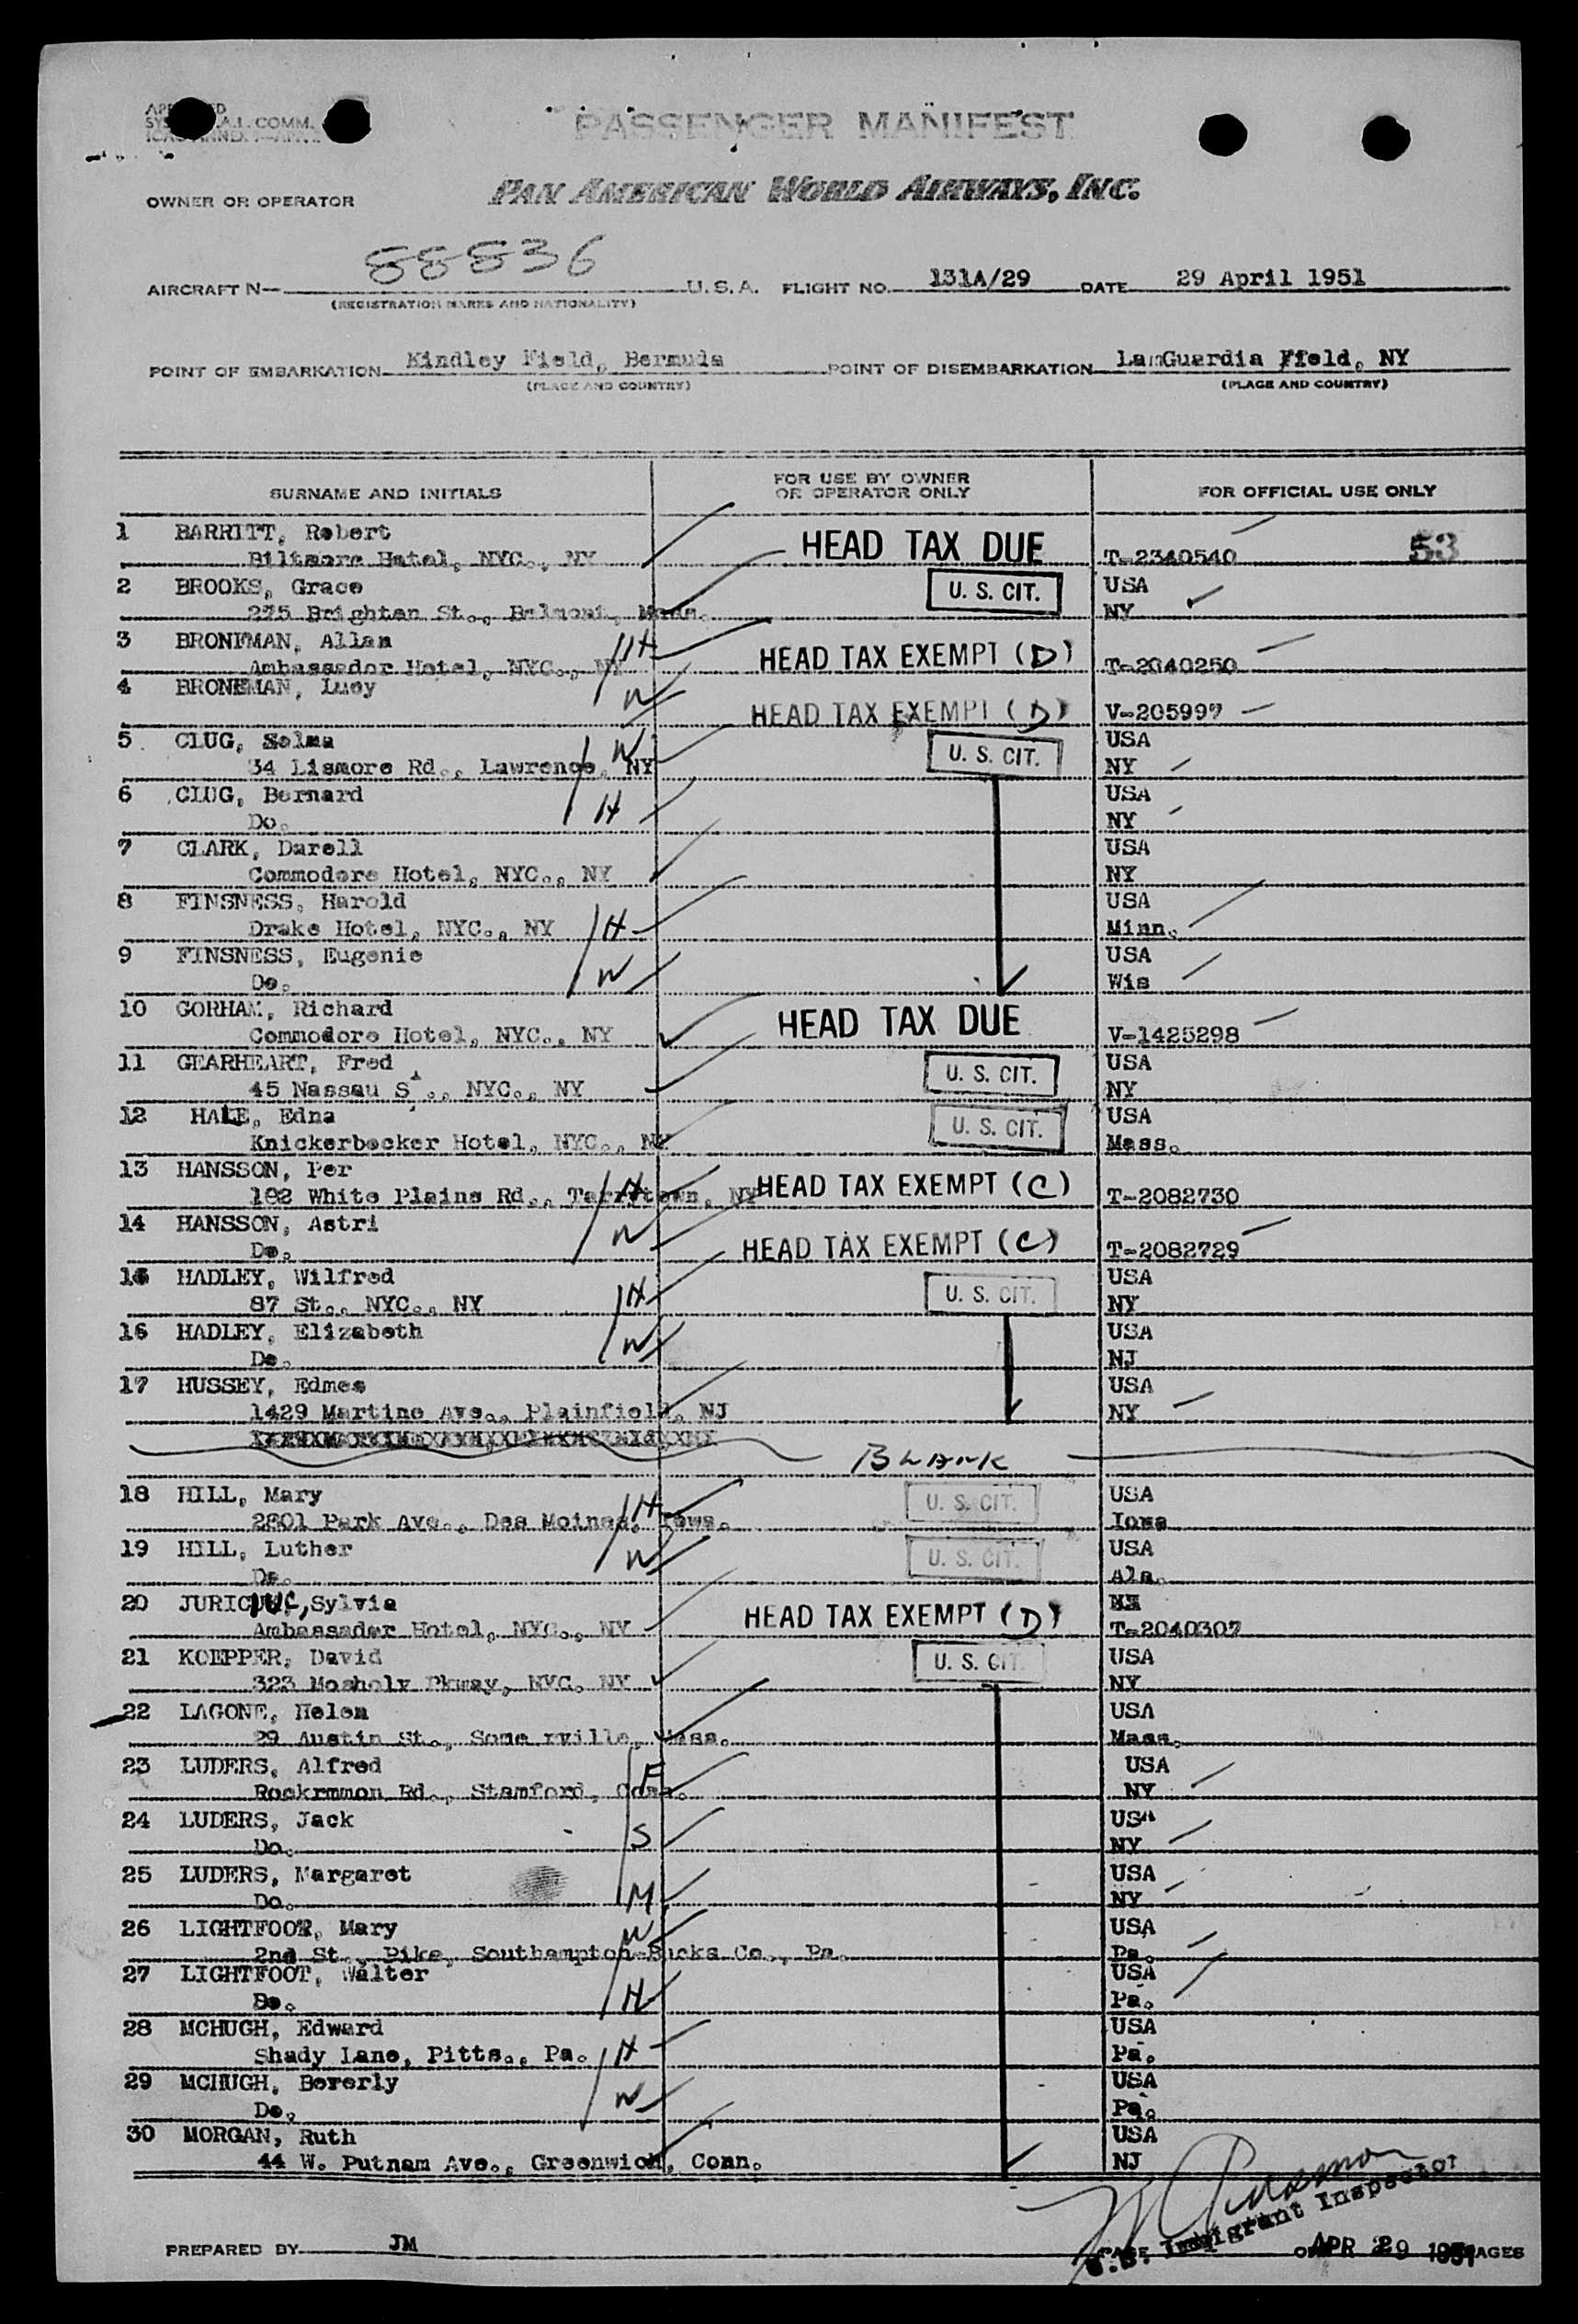 PASSENGER MANIFEST
OWNER OR OPERATOR PAN AMERICAN WORLD AIRWAYS, INC.
AIRCRAFT N— 88836 U.S.A. FLIGHT NO. 131A/29 DATE 29 April 1951
(REGISTRATION MARKS AND NATIONALITY)
POINT OF EMBARKATION Kindley Field, Bermuda POINT OF DISEMBARKATION LaGuardia Field, NY
(PLACE AND COUNTRY) (PLACE AND COUNTRY)
SURNAME AND INITIALS FOR USE BY OWNER OR OPERATOR ONLY FOR OFFICIAL USE ONLY
1 BARRITT, Robert HEAD TAX DUE 53
Biltmore Hotel, NYC., NY T-2340540
2 BROOKS, Grace U. S. CIT. USA
225 Brighton St., Belmont, Mass. NY
3 BRONFMAN, Allan H HEAD TAX EXEMPT (D)
Ambassador Hotel, NYC., NY T-2040250
4 BRONFMAN, Lucy W
HEAD TAX EXEMPT (D) V-205997
5 CLUG, Selma W U. S. CIT. USA
34 Lismore Rd., Lawrence, NY NY
6 CLUG, Bernard H USA
Do. NY
7 CLARK, Darell USA
Commodore Hotel, NYC., NY NY
8 FINSNESS, Harold USA
Drake Hotel, NYC., NY H Minn.
9 FINSNESS, Eugenie USA
Do. W Wis
10 GORHAM, Richard HEAD TAX DUE
Commodore Hotel, NYC., NY V-1425298
11 GEARHEART, Fred U. S. CIT. USA
45 Nassau St., NYC., NY NY
12 HALE, Edna U. S. CIT. USA
Knickerbocker Hotel, NYC., NY Mass.
13 HANSSON, Per H HEAD TAX EXEMPT (C)
102 White Plains Rd., Tarrytown, NY T-2082730
14 HANSSON, Astri W HEAD TAX EXEMPT (C)
Do. T-2082729
15 HADLEY, Wilfred U. S. CIT. USA
87 St., NYC., NY H NY
16 HADLEY, Elizabeth W USA
Do. NJ
17 HUSSEY, Edmes USA
1429 Martine Ave., Plainfield, NJ NY
BLANK
18 HILL, Mary H U. S. CIT. USA
2801 Park Ave., Des Moines, Iowa. Iowa
19 HILL, Luther W U. S. CIT. USA
Do. Ala.
20 Sylvia HEAD TAX EXEMPT (D)
Ambassador Hotel, NYC., NY T-2040307
21 KOEPPER, David U. S. CIT. USA
323 Mosholv Pkway, NYC. NY NY
22 LAGONE, Helen USA
29 Austin St., Some rville, Mass. Mass.
23 LUDERS, Alfred F USA
Rockrmmon Rd., Stamford, Conn. NY
24 LUDERS, Jack S USA
Do. NY
25 LUDERS, Margaret M USA
Do. NY
26 LIGHTFOOT, Mary W USA
2nd St., Pike, Southampton-Bucks Co., Pa. Pa.
27 LIGHTFOOT, Walter USA
Do. H Pa.
28 MCHUGH, Edward USA
Shady Lane, Pitts., Pa. H Pa.
29 MCHUGH, Beverly W USA
Do. Pa.
30 MORGAN, Ruth USA
44 W. Putnam Ave., Greenwich, Conn. NJ
U.S. Immigrant Inspector
PREPARED BY JM PAGE OF PAGES
APR 29 1951